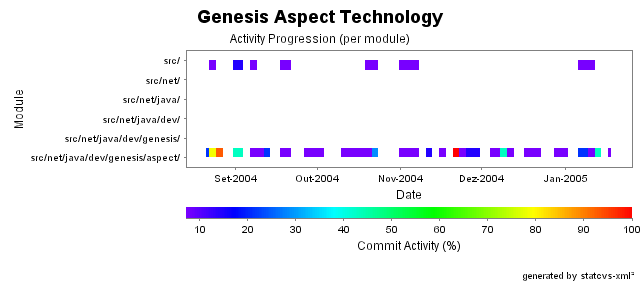 Genesis Aspect Technology
Activity Progression (per module)
Module
src/
src/net/
src/net/java/
src/net/java/dev/
src/net/java/dev/genesis/
src/net/java/dev/genesis/aspect/
Set-2004 Out-2004 Nov-2004 Dez-2004 Jan-2005
Date
10 20 30 40 50 60 70 80 90 100
Commit Activity (%)
generated by statcvs-xml²